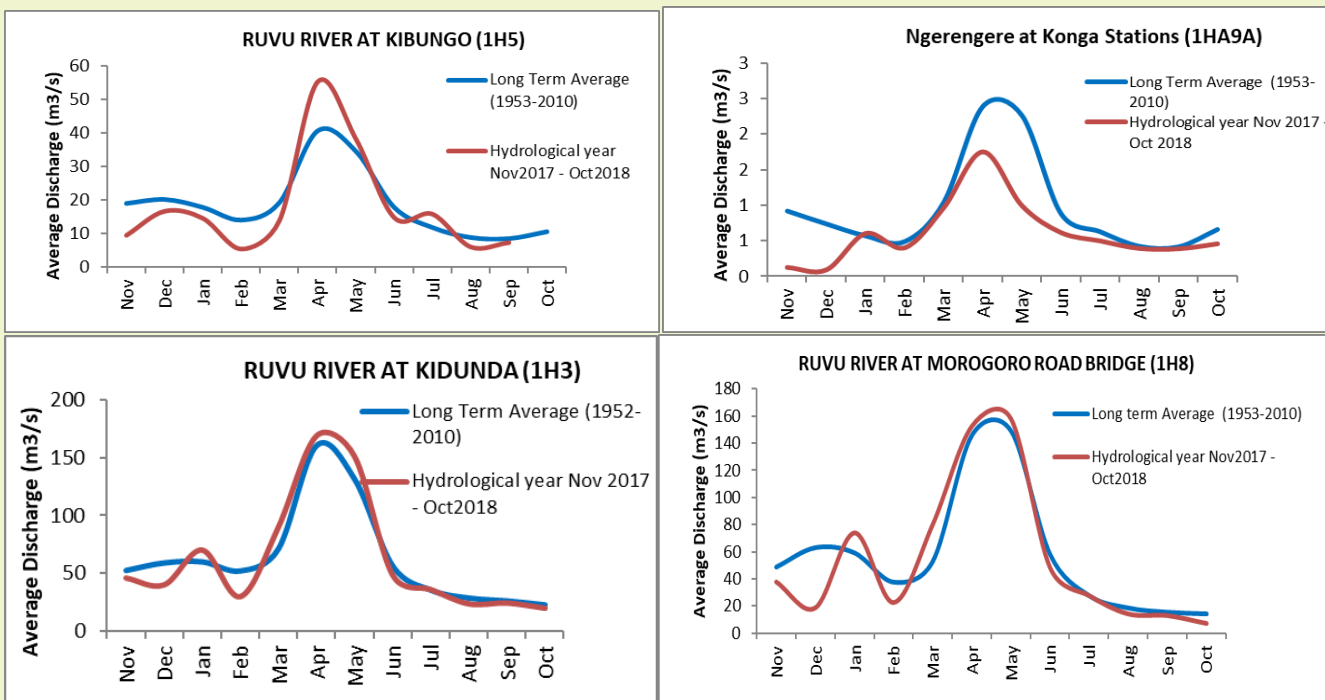 RUVU RIVER AT KIBUNGO (1H5)
Average Discharge (m3/s)
60
50
40
30
20
10
0
Long Term Average
(1953-2010)
Hydrological year
Nov2017 - Oct2018
Nov Dec Jan Feb Mar Apr May Jun Jul Aug Sep Oct
Ngerengere at Konga Stations (1HA9A)
Average Discharge (m3/s)
3
3
2
2
1
1
0
Long Term Average (1953-
2010)
Hydrological year Nov 2017 -
Oct 2018
Nov Dec Jan Feb Mar Apr May Jun Jul Aug Sep Oct
RUVU RIVER AT KIDUNDA (1H3)
Average Discharge (m3/s)
200
150
100
50
0
Long Term Average (1952-
2010)
Hydrological year Nov 2017
- Oct2018
Nov Dec Jan Feb Mar Apr May Jun Jul Aug Sep Oct
RUVU RIVER AT MOROGORO ROAD BRIDGE (1H8)
Average Discharge (m3/s)
180
160
140
120
100
80
60
40
20
0
Long term Average (1953-2010)
Hydrological year Nov2017 -
Oct2018
Nov Dec Jan Feb Mar Apr May Jun Jul Aug Sep Oct